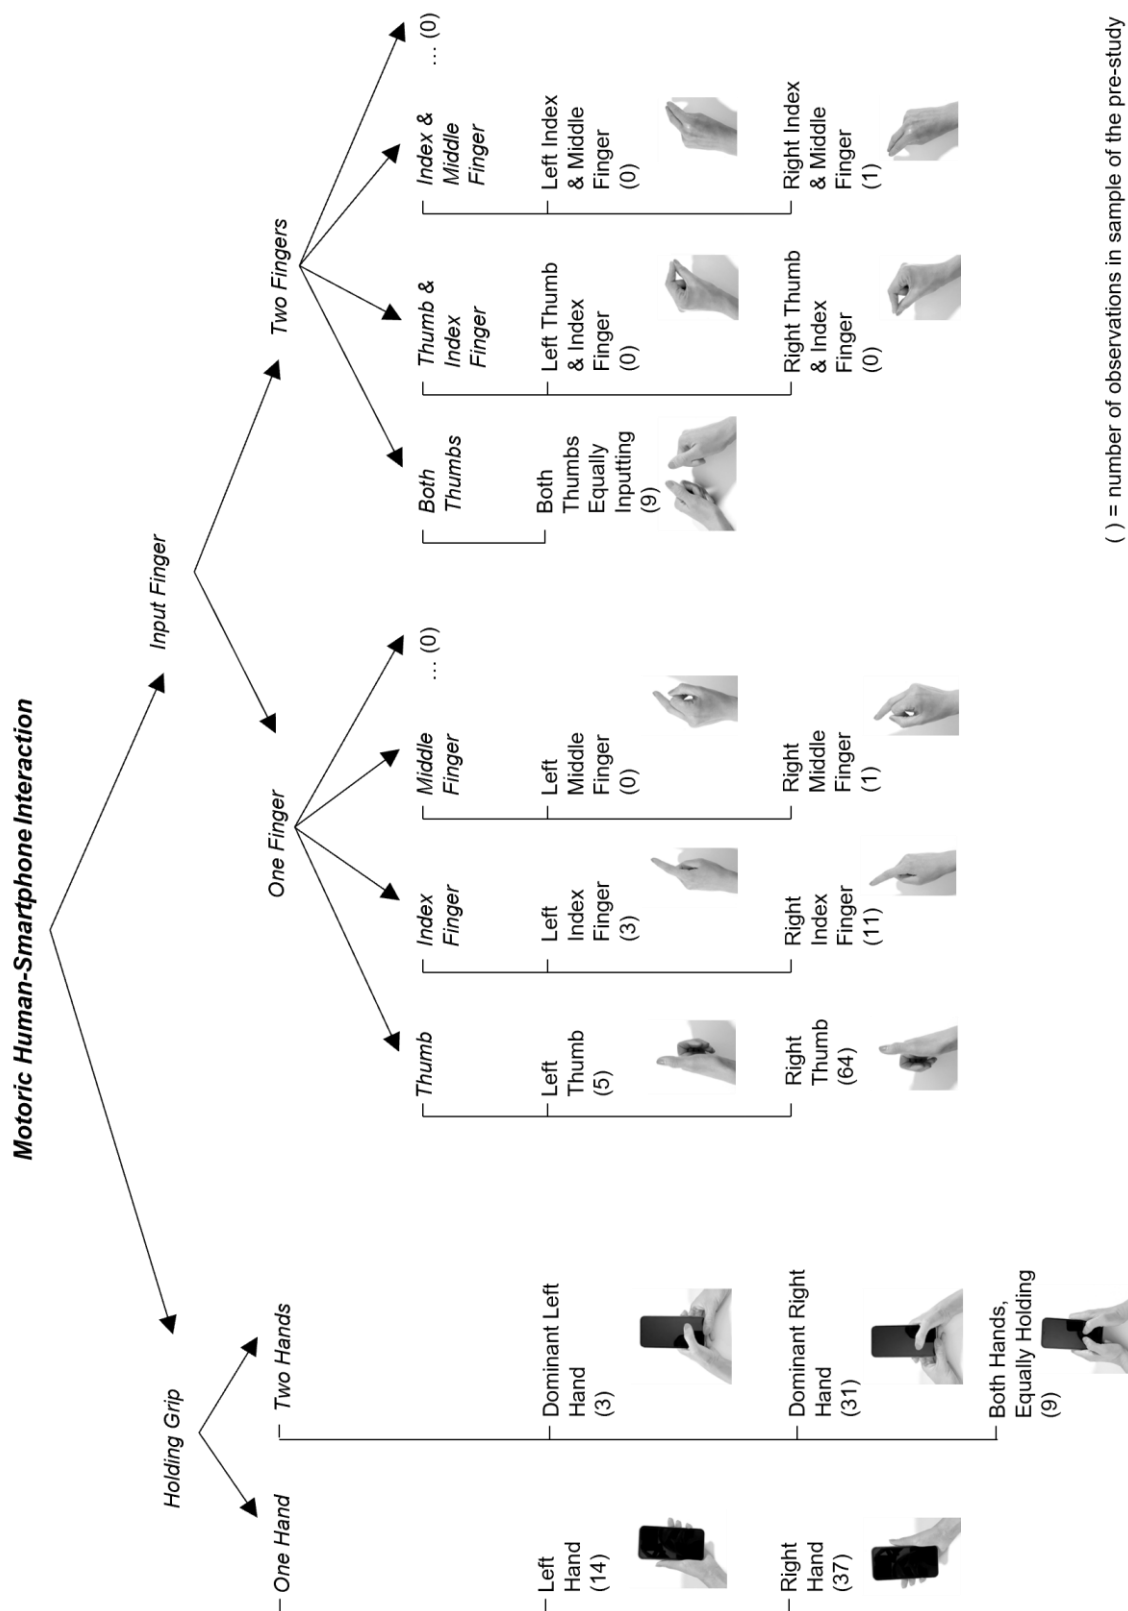 Motoric Human-Smartphone Interaction
Holding Grip
Input Finger
One Hand
Two Hands
One Finger
Two Fingers
Left
Hand
(14)
Right
Hand
(37)
Dominant Left
Hand
(3)
Dominant Right
Hand
(31)
Both Hands,
Equally Holding
(9)
Thumb
Left
Thumb
(5)
Right
Thumb
(64)
Index
Finger
Left
Index
Finger
(3)
Right
Index
Finger
(11)
Middle
Finger
Left
Middle
Finger
(0)
Right
Middle
Finger
(1)
... (0)
Both
Thumbs
Both
Thumbs
Equally
Inputting
(9)
Thumb &
Index
Finger
Left Thumb
& Index
Finger
(0)
Right Thumb
& Index
Finger
(0)
Index &
Middle
Finger
Left Index
& Middle
Finger
(0)
Right Index
& Middle
Finger
(1)
... (0)
( ) = number of observations in sample of the pre-study